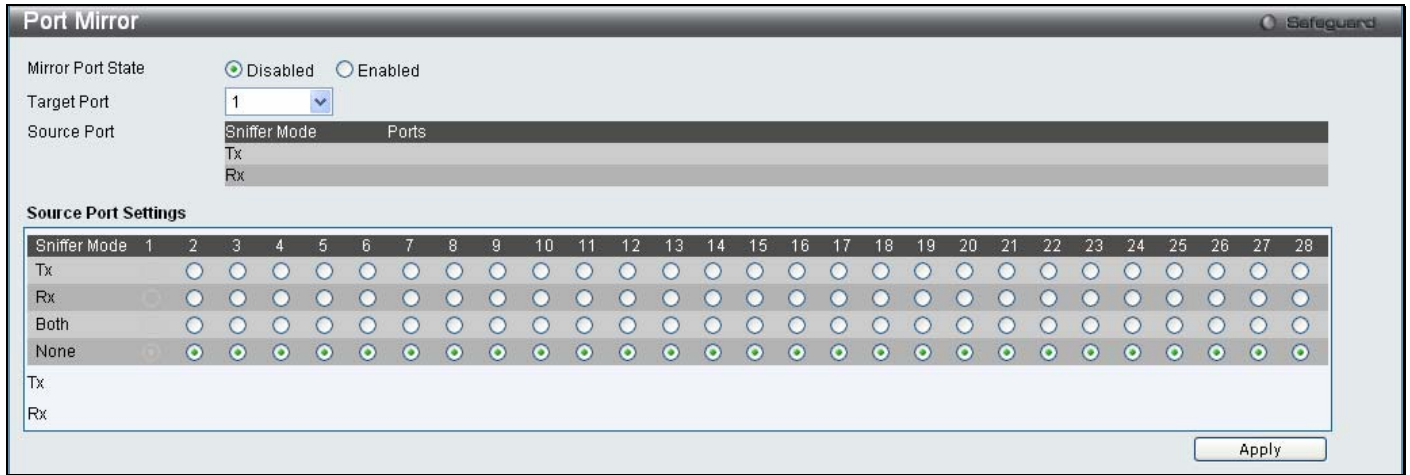 Port Mirror Safeguard
Mirror Port State Disabled Enabled
Target Port 1
Source Port Sniffer Mode Ports
Tx
Rx
Source Port Settings
Sniffer Mode 1 2 3 4 5 6 7 8 9 10 11 12 13 14 15 16 17 18 19 20 21 22 23 24 25 26 27 28
Tx
Rx
Both
None
Tx
Rx
Apply